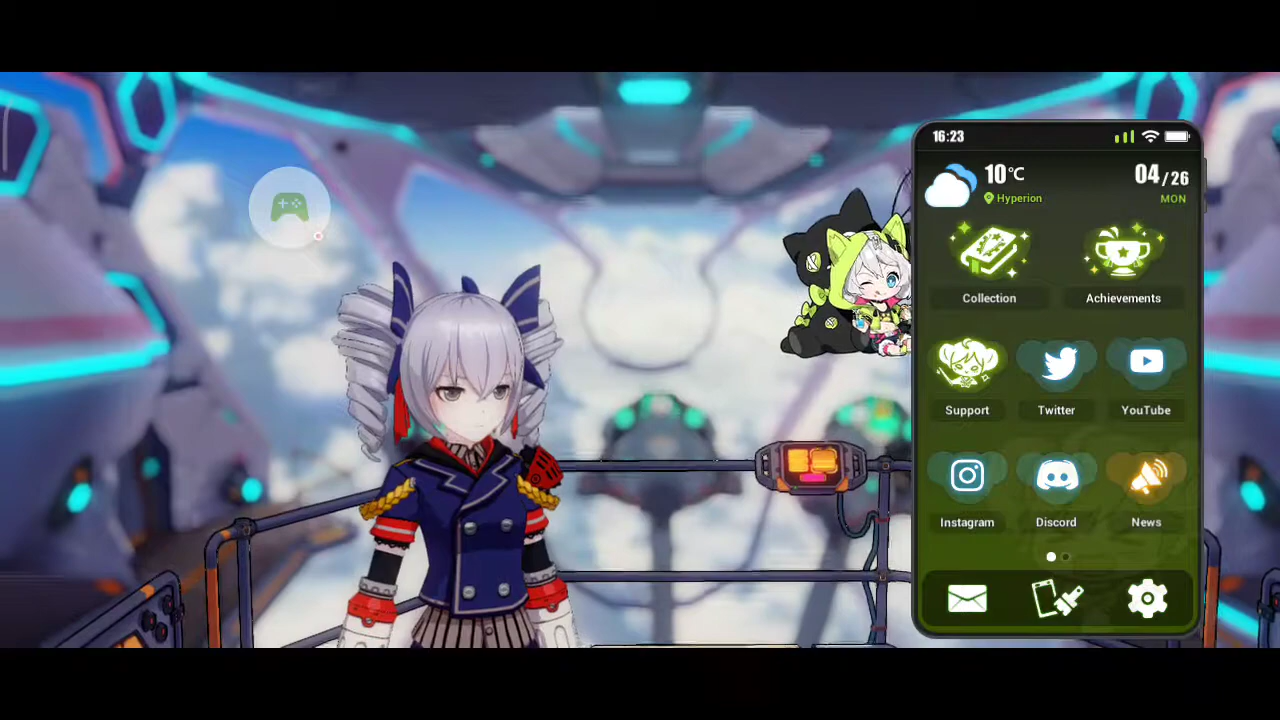 16:23
10℃
04/26
Hyperion
MON
Collection
Achievements
Support
Twitter
YouTube
Instagram
Discord
News